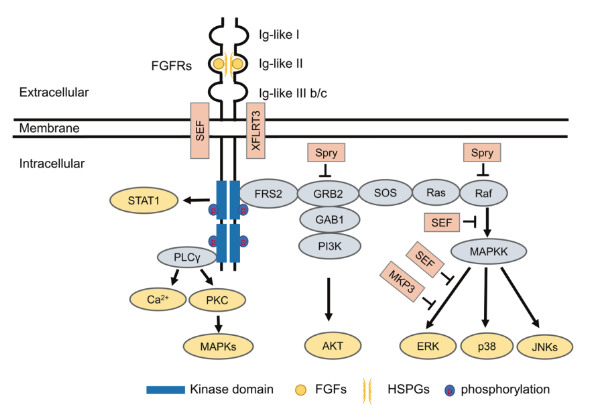 Ig-like I
FGFRs
Ig-like II
Extracellular
Ig-like III b/c
SEF
XFLRT3
Membrane
Intracellular
Spry
Spry
STAT1
FRS2
GRB2
SOS
Ras
Raf
GAB1
SEF
PI3K
MAPKK
PLCγ
SEF
MKP3
Ca²⁺
PKC
MAPKs
AKT
ERK
p38
JNKs
Kinase domain
FGFs
HSPGs
phosphorylation